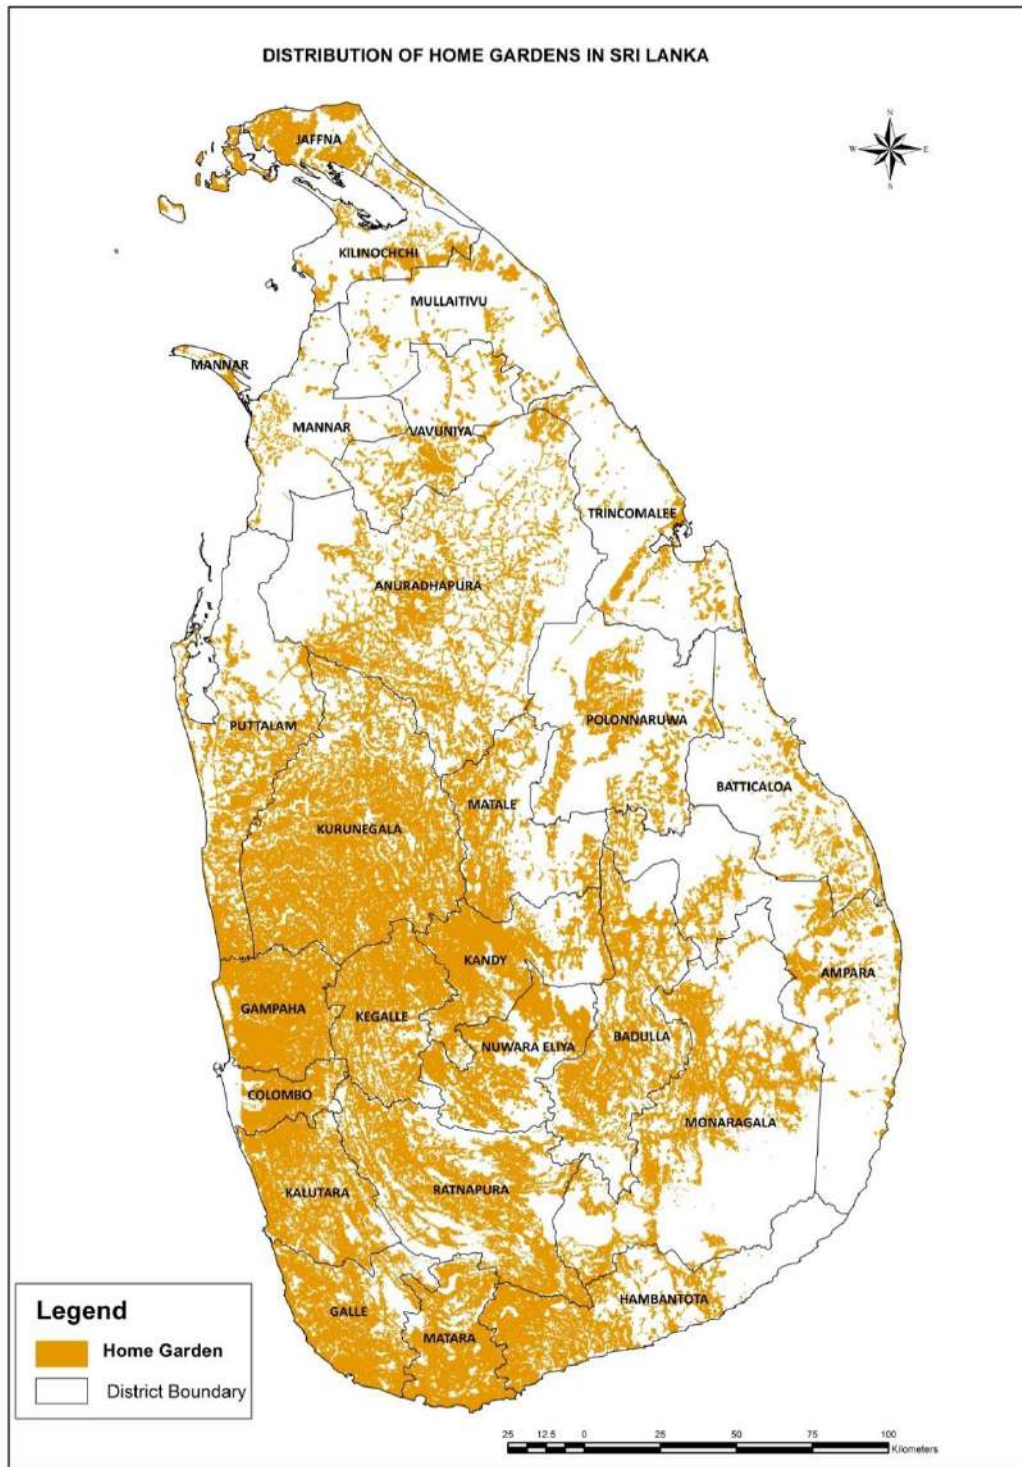 DISTRIBUTION OF HOME GARDENS IN SRI LANKA
N
W
E
S
JAFFNA
KILINOCHCHI
MULLAITIVU
MANNAR
MANNAR
VAVUNIYA
TRINCOMALEE
ANURADHAPURA
PUTTALAM
POLONNARUWA
BATTICALOA
MATALE
KURUNEGALA
KANDY
AMPARA
GAMPAHA
KEGALLE
NUWARA ELIYA
BADULLA
COLOMBO
MONARAGALA
KALUTARA
RATNAPURA
GALLE
HAMBANTOTA
MATARA
Legend
Home Garden
District Boundary
25 12.5 0 25 50 75 100
Kilometers